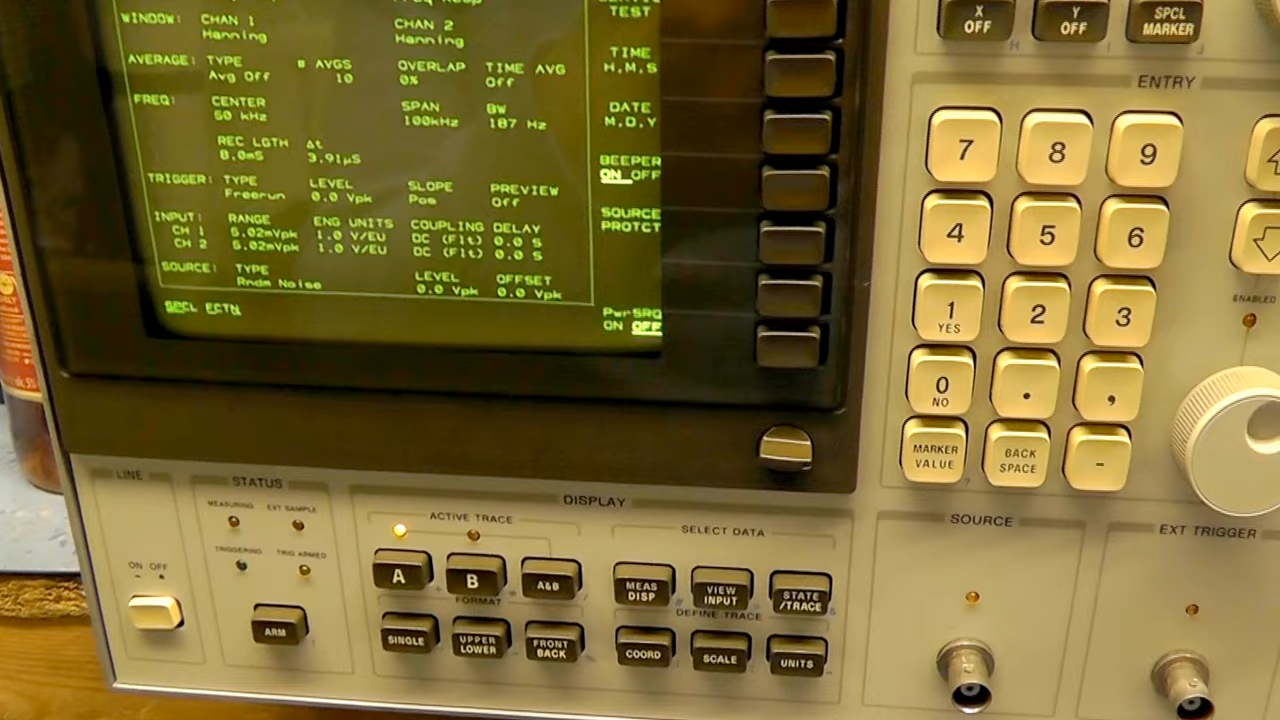 TEST
WINDOW: CHAN 1 CHAN 2
Hanning Hanning
AVERAGE: TYPE # AVGS OVERLAP TIME AVG
Avg Off 10 0% Off
FREQ: CENTER SPAN BW
50 kHz 100kHz 187 Hz
REC LGTH Δt
8.0mS 3.91µS
TRIGGER: TYPE LEVEL SLOPE PREVIEW
Freerun 0.0 Vpk Pos Off
INPUT: RANGE ENG UNITS COUPLING DELAY
CH 1 5.02mVpk 1.0 V/EU DC (Flt) 0.0 S
CH 2 5.02mVpk 1.0 V/EU DC (Flt) 0.0 S
SOURCE: TYPE LEVEL OFFSET
Rndm Noise 0.0 Vpk 0.0 Vpk
SPCL FCTN
TIME
H,M,S
DATE
M,D,Y
BEEPER
ON OFF
SOURCE
PROTCT
PwrSRQ
ON OFF
X OFF
Y OFF
SPCL MARKER
ENTRY
7 8 9
4 5 6
1 YES 2 3
0 NO . ,
MARKER VALUE BACK SPACE -
ENABLED
LINE
ON OFF
STATUS
MEASURING EXT SAMPLE
TRIGGERING TRIG ARMED
ARM
DISPLAY
ACTIVE TRACE
A B A&B
FORMAT
SINGLE UPPER LOWER FRONT BACK
SELECT DATA
MEAS DISP VIEW INPUT STATE /TRACE
DEFINE TRACE
COORD SCALE UNITS
SOURCE
EXT TRIGGER